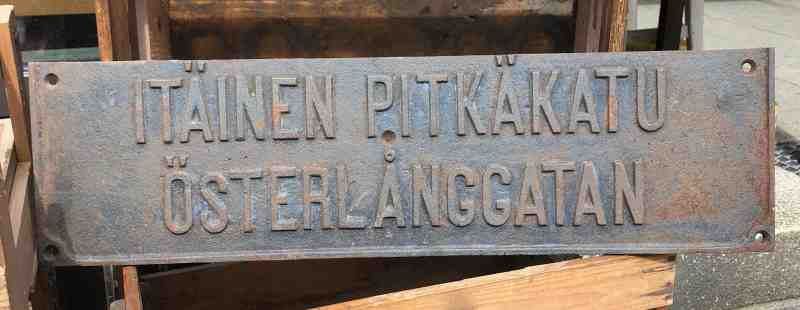 ITÄINEN PITKÄKATU
ÖSTERLÅNGGATAN